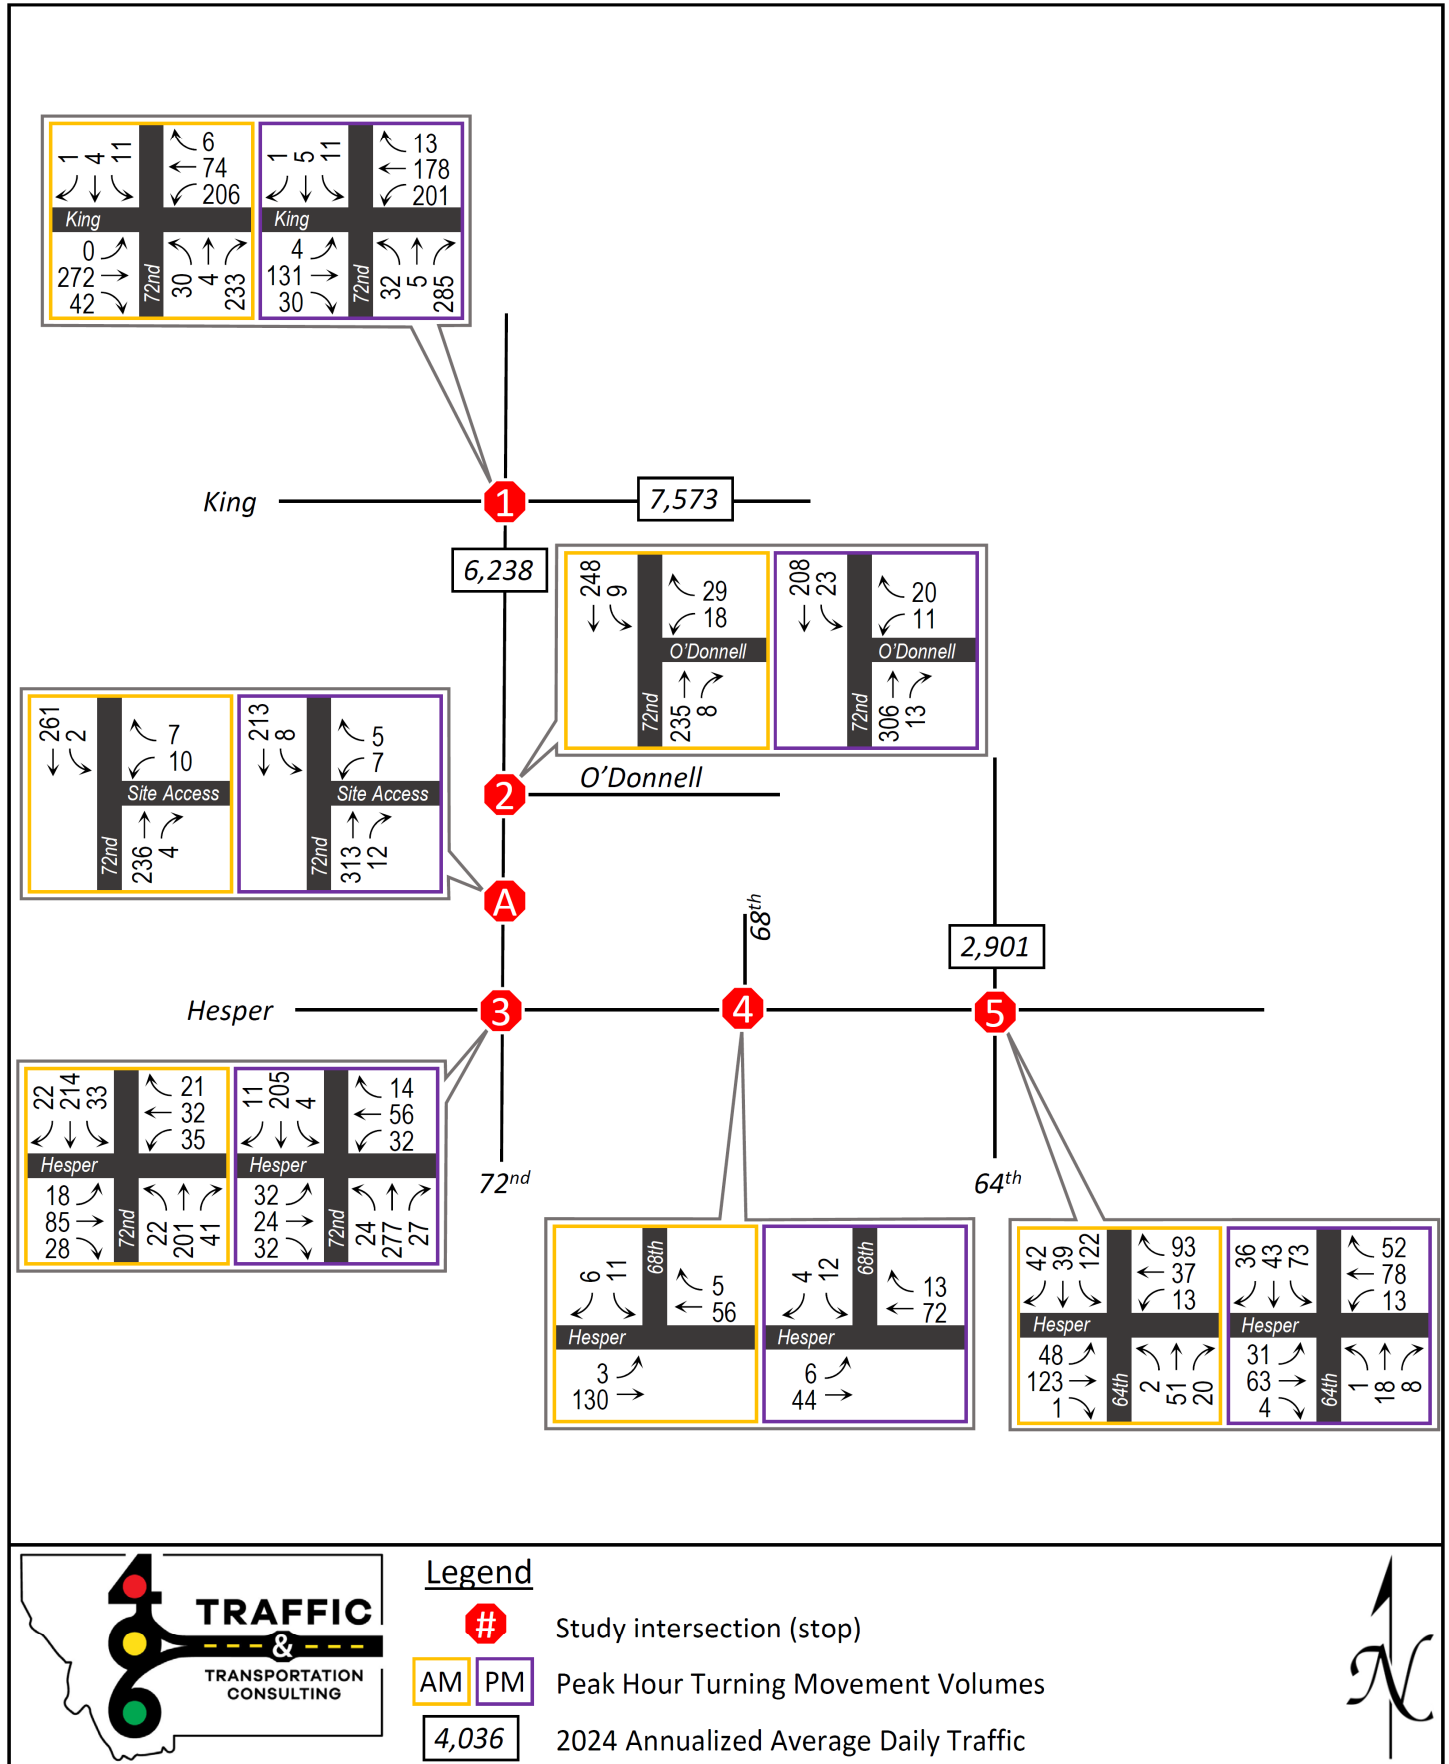 1 4 11
6
74
206
King
0
272
42
72nd
30 4 233
1 5 11
13
178
201
King
4
131
30
72nd
32 5 285
King
1
7,573
6,238
248 9
29
18
O'Donnell
72nd
235 8
208 23
20
11
O'Donnell
72nd
306 13
261 2
7
10
Site Access
72nd
236 4
213 8
5
7
Site Access
72nd
313 12
2
O'Donnell
A
68th
2,901
Hesper
3
4
5
22 214 33
21
32
35
Hesper
18
85
28
72nd
22 201 41
11 205 4
14
56
32
Hesper
32
24
32
72nd
24 277 27
72nd
64th
6 11
68th
5
56
Hesper
3
130
4 12
68th
13
72
Hesper
6
44
42 39 122
93
37
13
Hesper
48
123
1
64th
2 51 20
36 43 73
52
78
13
Hesper
31
63
4
64th
1 18 8
406
TRAFFIC
&
TRANSPORTATION
CONSULTING
Legend
# Study intersection (stop)
AM PM Peak Hour Turning Movement Volumes
4,036 2024 Annualized Average Daily Traffic
N